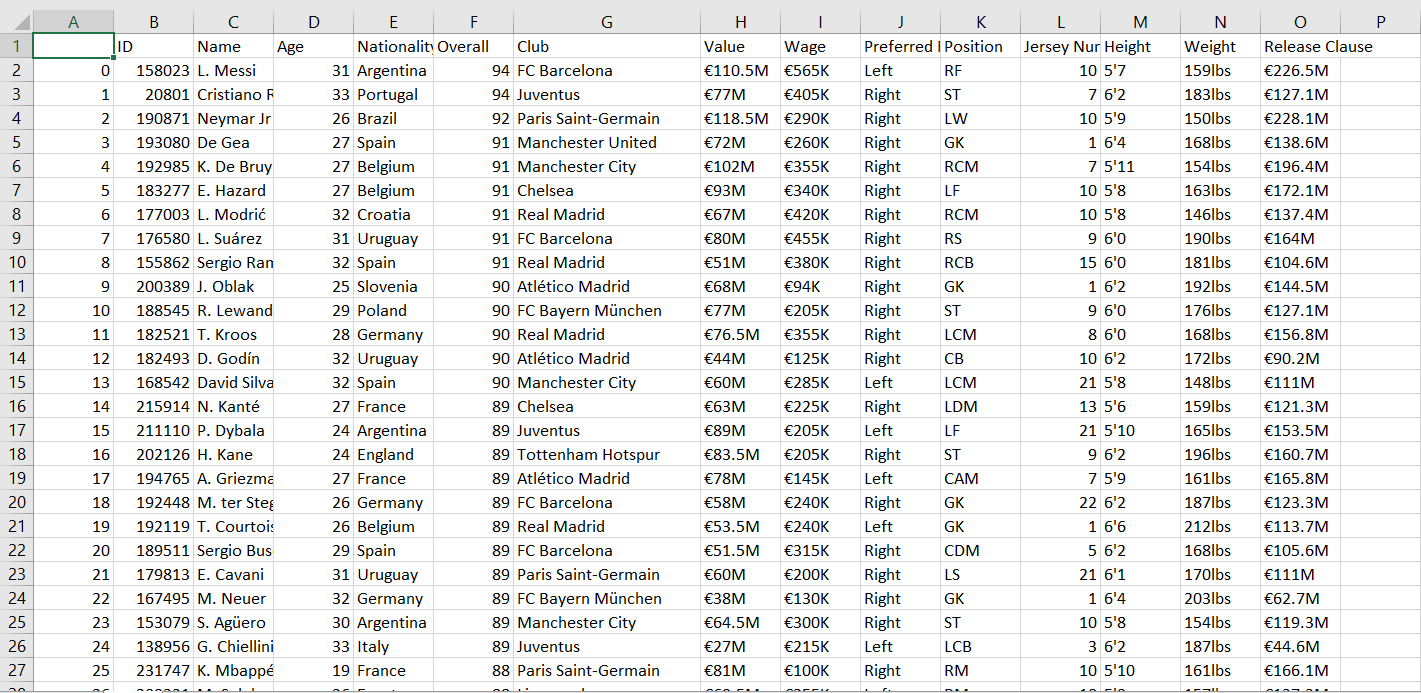 A B C D E F G H I J K L M N O P
1 ID Name Age Nationality Overall Club Value Wage Preferred Position Jersey Nur Height Weight Release Clause
2 0 158023 L. Messi 31 Argentina 94 FC Barcelona €110.5M €565K Left RF 10 5'7 159lbs €226.5M
3 1 20801 Cristiano R 33 Portugal 94 Juventus €77M €405K Right ST 7 6'2 183lbs €127.1M
4 2 190871 Neymar Jr 26 Brazil 92 Paris Saint-Germain €118.5M €290K Right LW 10 5'9 150lbs €228.1M
5 3 193080 De Gea 27 Spain 91 Manchester United €72M €260K Right GK 1 6'4 168lbs €138.6M
6 4 192985 K. De Bruy 27 Belgium 91 Manchester City €102M €355K Right RCM 7 5'11 154lbs €196.4M
7 5 183277 E. Hazard 27 Belgium 91 Chelsea €93M €340K Right LF 10 5'8 163lbs €172.1M
8 6 177003 L. Modrić 32 Croatia 91 Real Madrid €67M €420K Right RCM 10 5'8 146lbs €137.4M
9 7 176580 L. Suárez 31 Uruguay 91 FC Barcelona €80M €455K Right RS 9 6'0 190lbs €164M
10 8 155862 Sergio Ram 32 Spain 91 Real Madrid €51M €380K Right RCB 15 6'0 181lbs €104.6M
11 9 200389 J. Oblak 25 Slovenia 90 Atlético Madrid €68M €94K Right GK 1 6'2 192lbs €144.5M
12 10 188545 R. Lewand 29 Poland 90 FC Bayern München €77M €205K Right ST 9 6'0 176lbs €127.1M
13 11 182521 T. Kroos 28 Germany 90 Real Madrid €76.5M €355K Right LCM 8 6'0 168lbs €156.8M
14 12 182493 D. Godín 32 Uruguay 90 Atlético Madrid €44M €125K Right CB 10 6'2 172lbs €90.2M
15 13 168542 David Silva 32 Spain 90 Manchester City €60M €285K Left LCM 21 5'8 148lbs €111M
16 14 215914 N. Kanté 27 France 89 Chelsea €63M €225K Right LDM 13 5'6 159lbs €121.3M
17 15 211110 P. Dybala 24 Argentina 89 Juventus €89M €205K Left LF 21 5'10 165lbs €153.5M
18 16 202126 H. Kane 24 England 89 Tottenham Hotspur €83.5M €205K Right ST 9 6'2 196lbs €160.7M
19 17 194765 A. Griezma 27 France 89 Atlético Madrid €78M €145K Left CAM 7 5'9 161lbs €165.8M
20 18 192448 M. ter Steg 26 Germany 89 FC Barcelona €58M €240K Right GK 22 6'2 187lbs €123.3M
21 19 192119 T. Courtois 26 Belgium 89 Real Madrid €53.5M €240K Left GK 1 6'6 212lbs €113.7M
22 20 189511 Sergio Bus 29 Spain 89 FC Barcelona €51.5M €315K Right CDM 5 6'2 168lbs €105.6M
23 21 179813 E. Cavani 31 Uruguay 89 Paris Saint-Germain €60M €200K Right LS 21 6'1 170lbs €111M
24 22 167495 M. Neuer 32 Germany 89 FC Bayern München €38M €130K Right GK 1 6'4 203lbs €62.7M
25 23 153079 S. Agüero 30 Argentina 89 Manchester City €64.5M €300K Right ST 10 5'8 154lbs €119.3M
26 24 138956 G. Chiellini 33 Italy 89 Juventus €27M €215K Left LCB 3 6'2 187lbs €44.6M
27 25 231747 K. Mbappé 19 France 88 Paris Saint-Germain €81M €100K Right RM 10 5'10 161lbs €166.1M